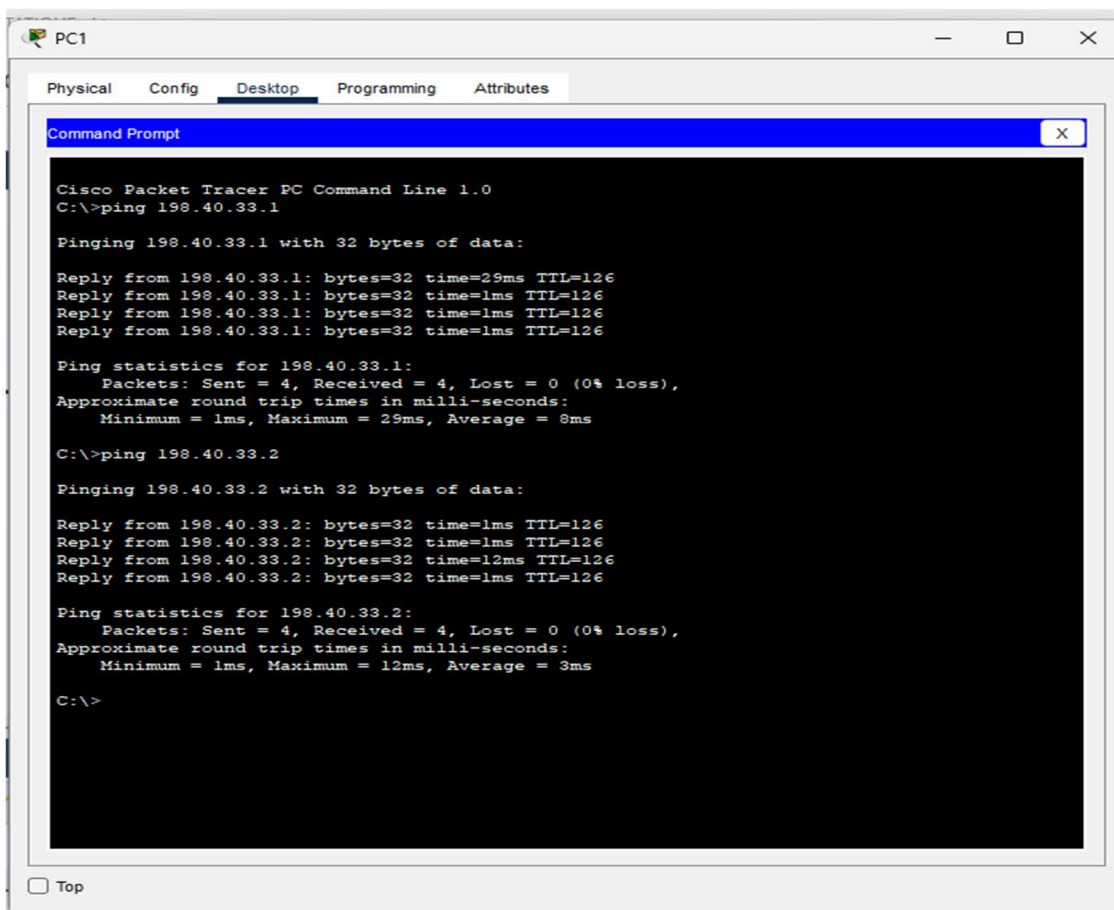 PC1
Physical Config Desktop Programming Attributes
Command Prompt
X
Cisco Packet Tracer PC Command Line 1.0
C:\>ping 198.40.33.1
Pinging 198.40.33.1 with 32 bytes of data:
Reply from 198.40.33.1: bytes=32 time=29ms TTL=126
Reply from 198.40.33.1: bytes=32 time=1ms TTL=126
Reply from 198.40.33.1: bytes=32 time=1ms TTL=126
Reply from 198.40.33.1: bytes=32 time=1ms TTL=126
Ping statistics for 198.40.33.1:
Packets: Sent = 4, Received = 4, Lost = 0 (0% loss),
Approximate round trip times in milli-seconds:
Minimum = 1ms, Maximum = 29ms, Average = 8ms
C:\>ping 198.40.33.2
Pinging 198.40.33.2 with 32 bytes of data:
Reply from 198.40.33.2: bytes=32 time=1ms TTL=126
Reply from 198.40.33.2: bytes=32 time=1ms TTL=126
Reply from 198.40.33.2: bytes=32 time=12ms TTL=126
Reply from 198.40.33.2: bytes=32 time=1ms TTL=126
Ping statistics for 198.40.33.2:
Packets: Sent = 4, Received = 4, Lost = 0 (0% loss),
Approximate round trip times in milli-seconds:
Minimum = 1ms, Maximum = 12ms, Average = 3ms
C:\>
Top